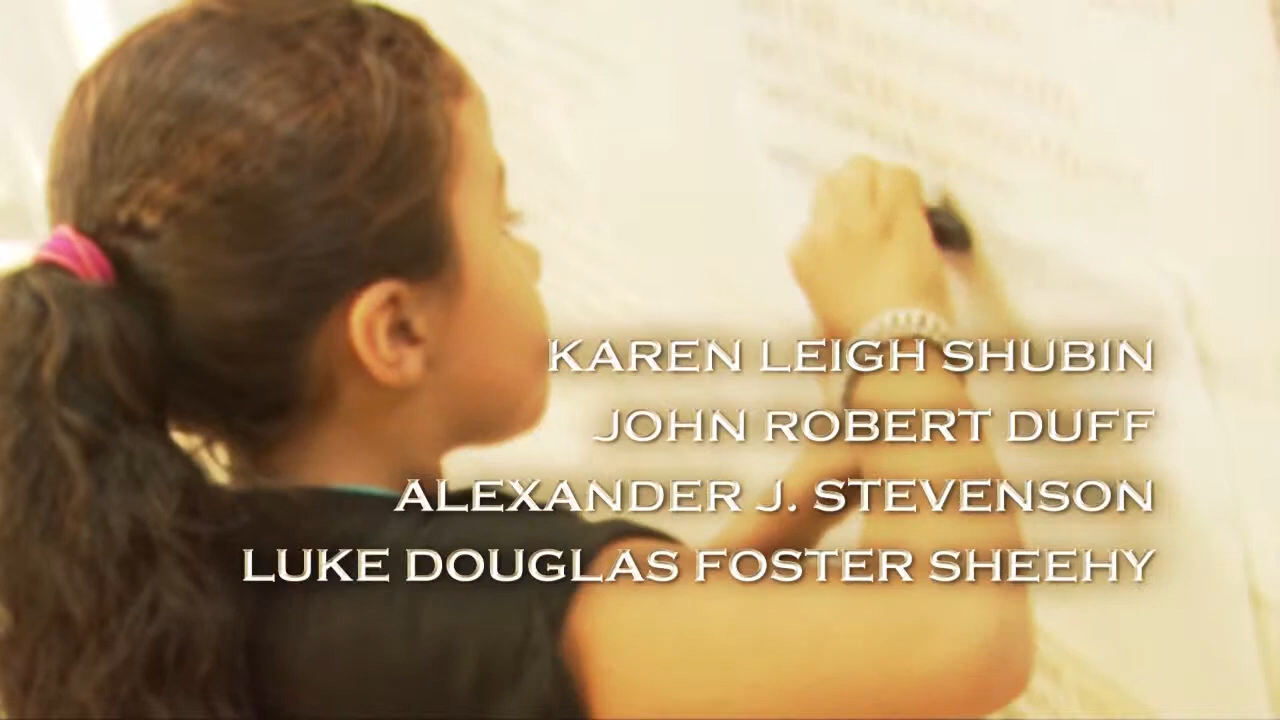 KAREN LEIGH SHUBIN
JOHN ROBERT DUFF
ALEXANDER J. STEVENSON
LUKE DOUGLAS FOSTER SHEEHY